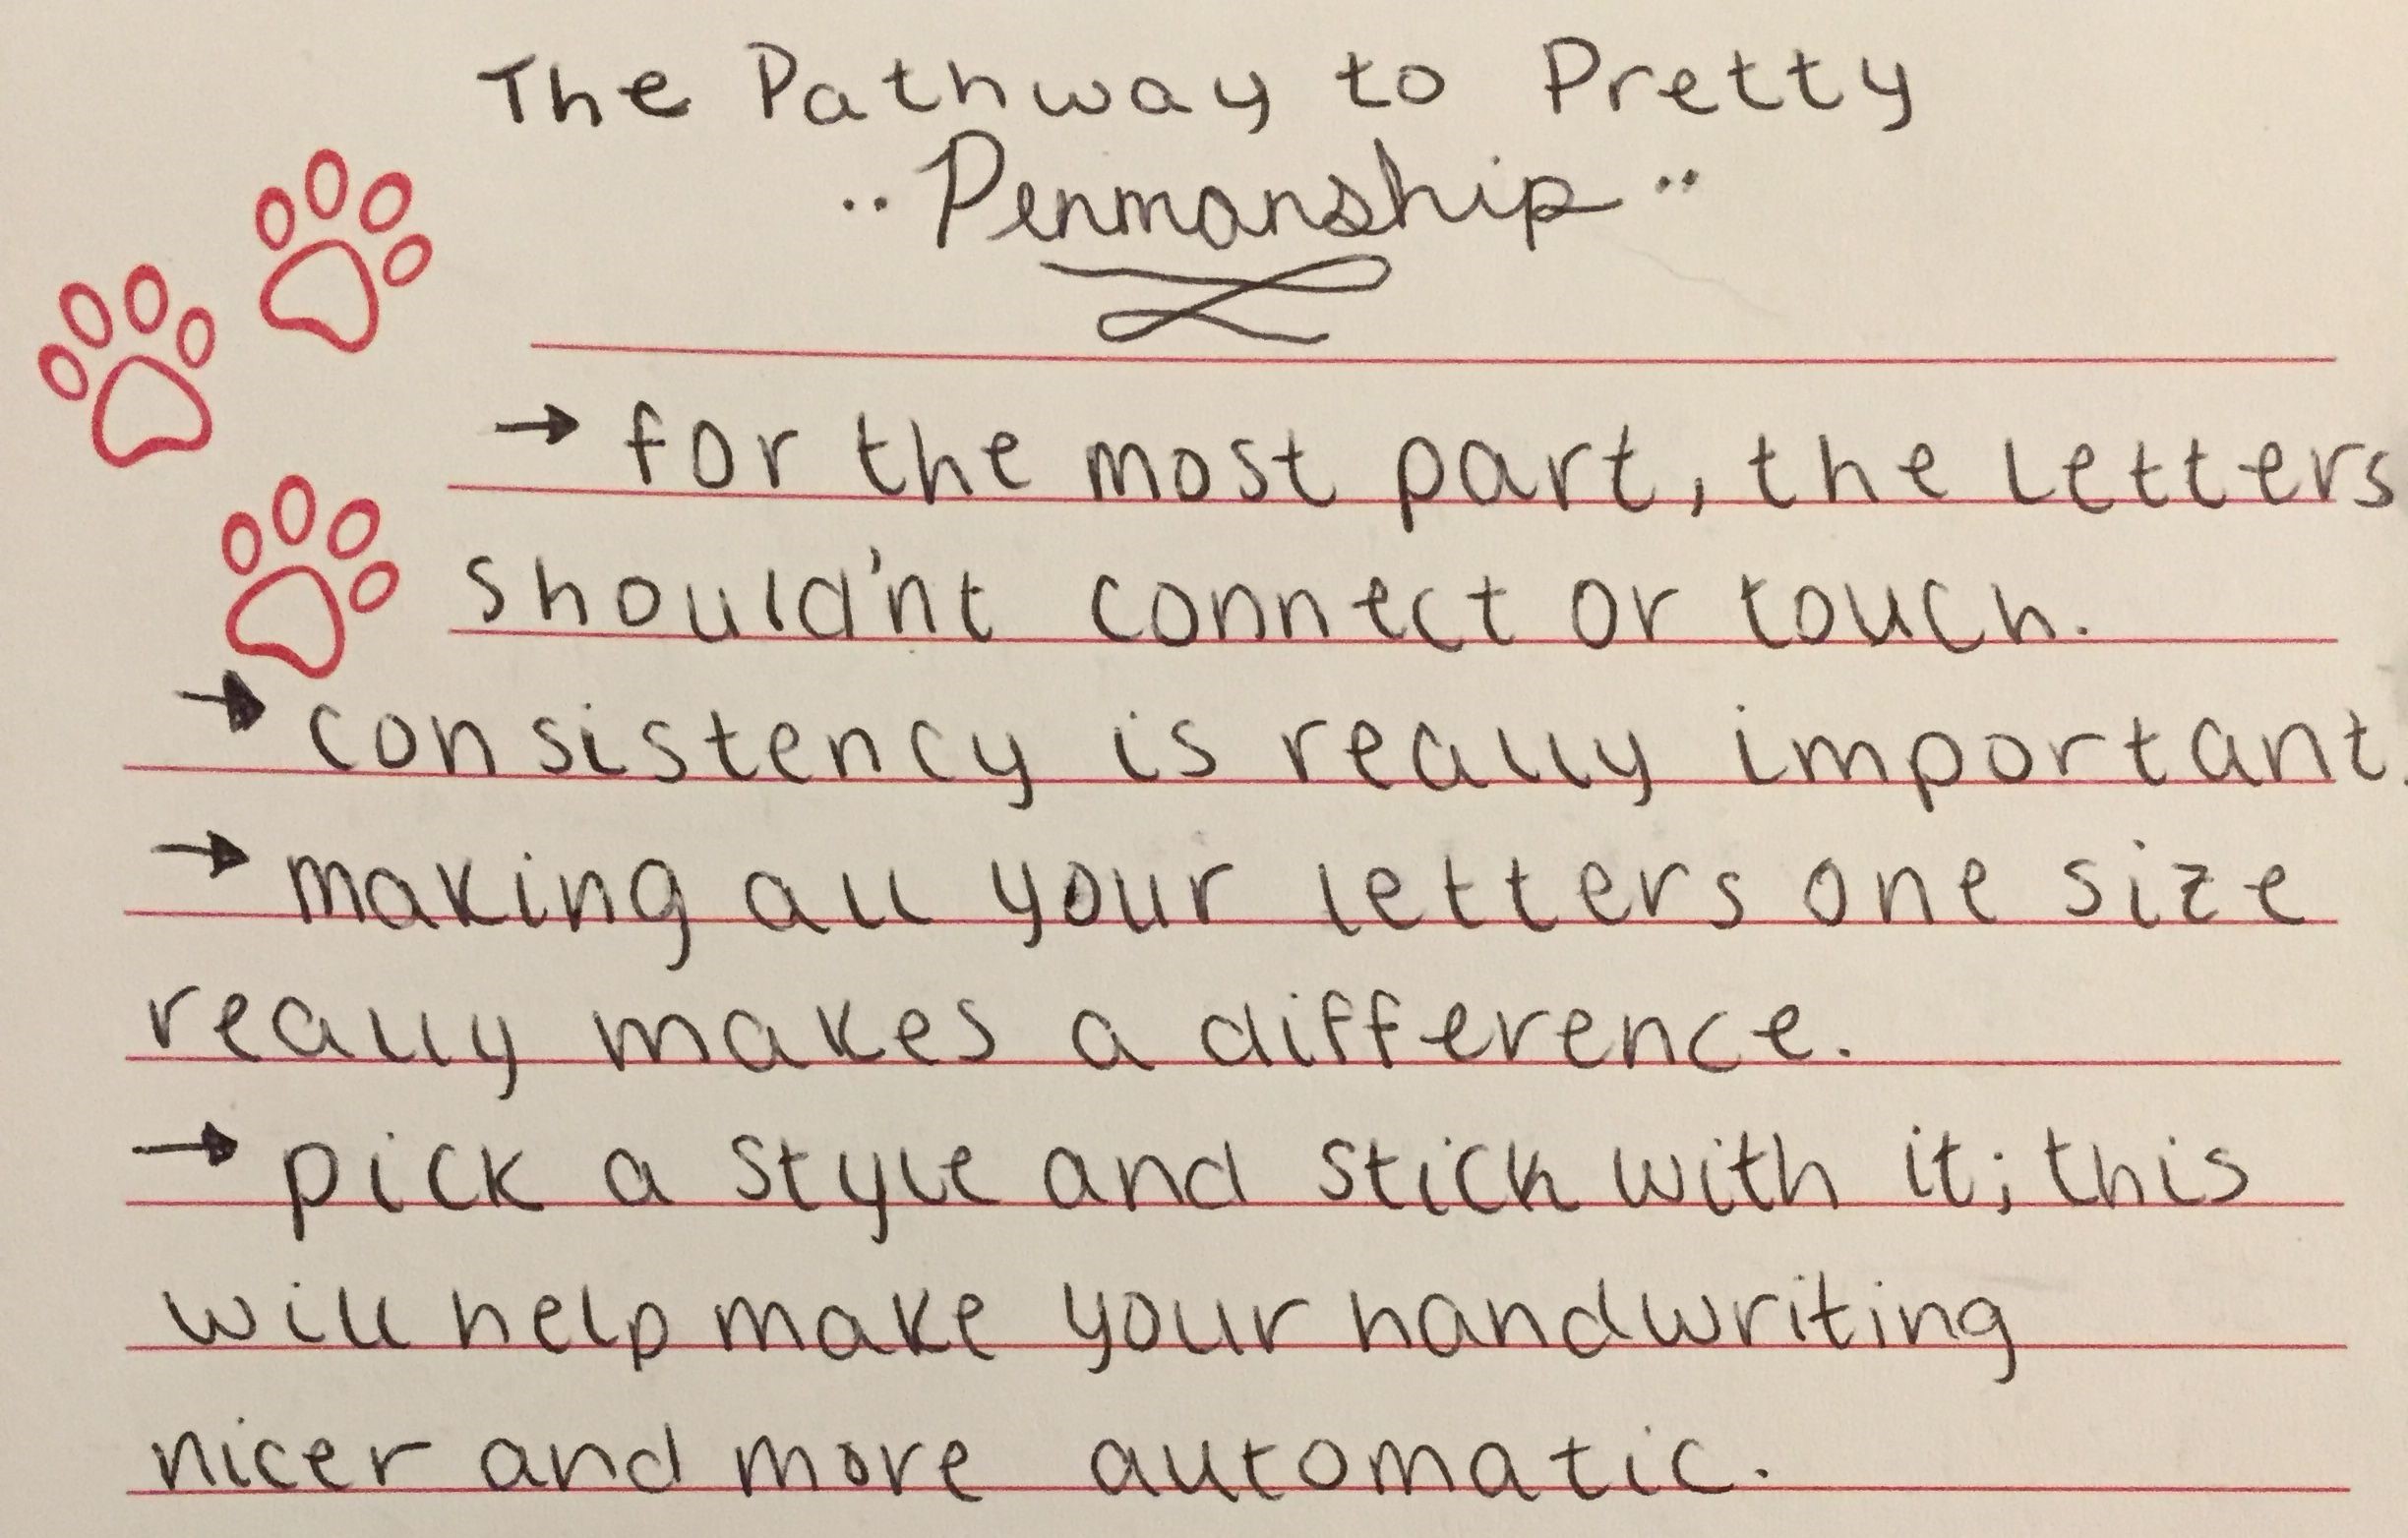 The Pathway to Pretty
·· Penmanship ··
→ for the most part, the letters
should'nt connect or touch.
→ consistency is really important.
→ making all your letters one size
really makes a difference.
→ pick a style and stick with it; this
will help make your handwriting
nicer and more automatic.